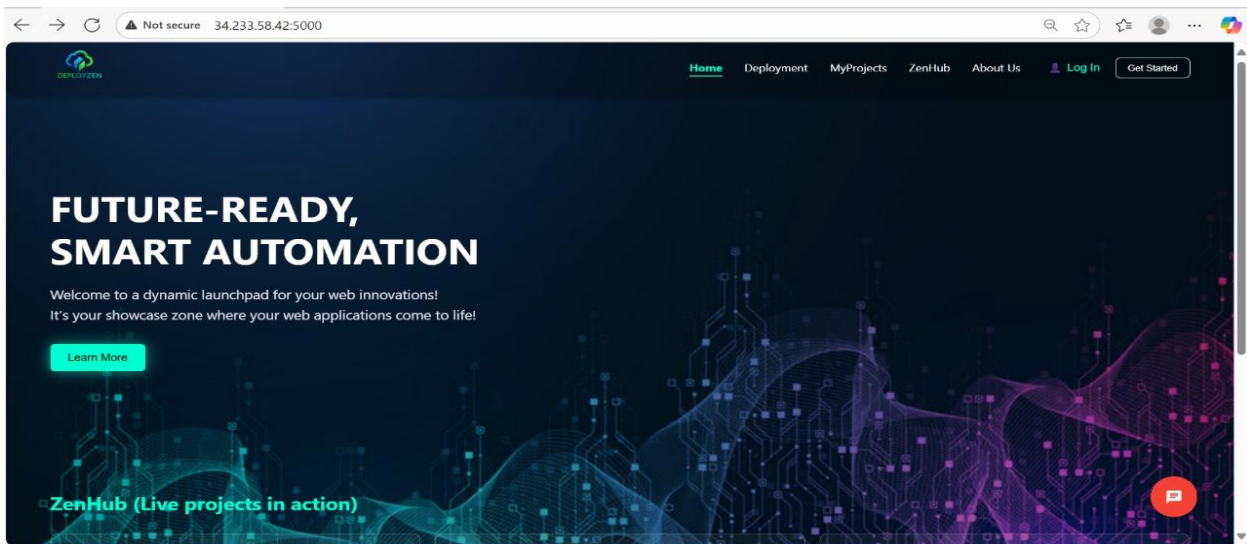 Not secure 34.233.58.42:5000
DEPLOYZEN
Home Deployment MyProjects ZenHub About Us Log In Get Started
FUTURE-READY,
SMART AUTOMATION
Welcome to a dynamic launchpad for your web innovations!
It's your showcase zone where your web applications come to life!
Learn More
ZenHub (Live projects in action)